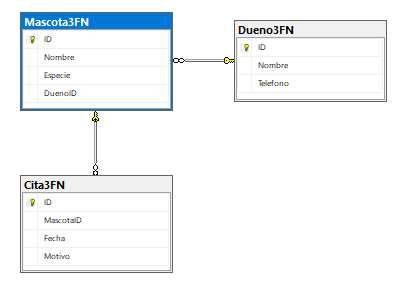 Mascota3FN
ID
Nombre
Especie
DuenoID
Dueno3FN
ID
Nombre
Telefono
Cita3FN
ID
MascotaID
Fecha
Motivo